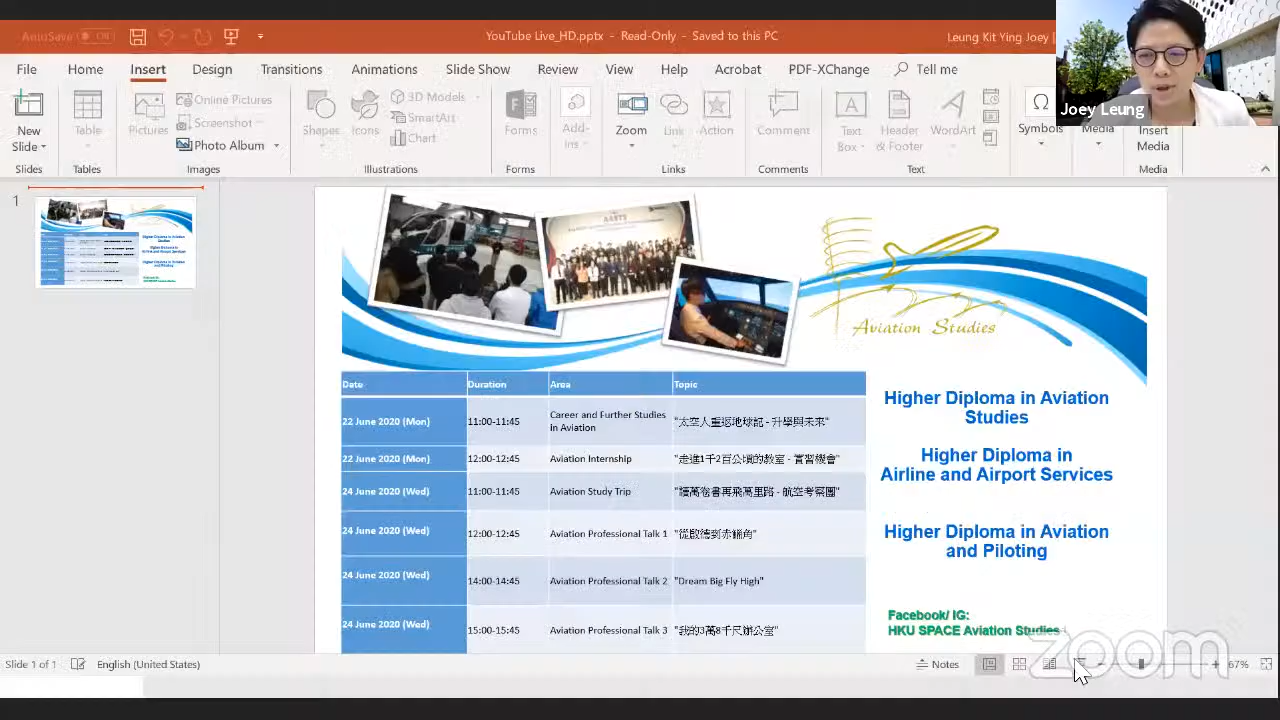 AutoSave Off
YouTube Live_HD.pptx - Read-Only - Saved to this PC
Leung Kit Ying Joey
Joey Leung
File Home Insert Design Transitions Animations Slide Show Review View Help Acrobat PDF-XChange Tell me
New Slide
Table
Pictures
Online Pictures
Screenshot
Photo Album
Shapes
Icons
3D Models
SmartArt
Chart
Forms
Add-ins
Zoom
Link
Action
Comment
Text Box
Header & Footer
WordArt
Symbols
Media
Insert Media
Slides Tables Images Illustrations Forms Links Comments Text Media
1
Aviation Studies
Date Duration Area Topic
22 June 2020 (Mon) 11:00-11:45 Career and Further Studies in Aviation "太空人重返地球記 - 升學與未來"
22 June 2020 (Mon) 12:00-12:45 Aviation Internship "走進1千2百公頃的教室 - 實習機會"
24 June 2020 (Wed) 11:00-11:45 Aviation Study Trip "讀萬卷書再飛萬里路 - 航空考察團"
24 June 2020 (Wed) 12:00-12:45 Aviation Professional Talk 1 "從啟德到赤鱲角"
24 June 2020 (Wed) 14:00-14:45 Aviation Professional Talk 2 "Dream Big Fly High"
24 June 2020 (Wed) 15:00-15:45 Aviation Professional Talk 3 "我的3萬8千尺辦公室"
Higher Diploma in Aviation
Studies
Higher Diploma in
Airline and Airport Services
Higher Diploma in Aviation
and Piloting
Facebook/ IG:
HKU SPACE Aviation Studies
zoom
Slide 1 of 1 English (United States) Notes 67%